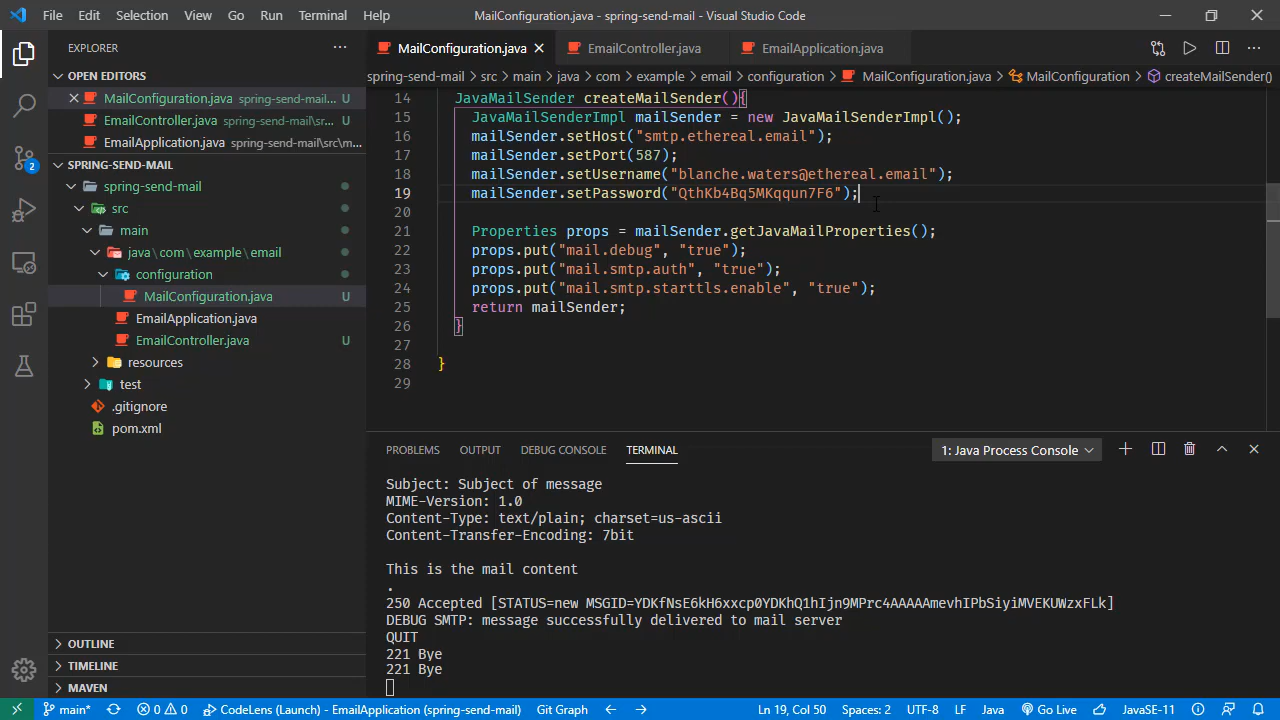 File Edit Selection View Go Run Terminal Help
MailConfiguration.java - spring-send-mail - Visual Studio Code
EXPLORER
OPEN EDITORS
MailConfiguration.java spring-send-mail... U
EmailController.java spring-send-mail\sr... U
EmailApplication.java spring-send-mail\src\m...
SPRING-SEND-MAIL
spring-send-mail
src
main
java\com\example\email
configuration
MailConfiguration.java U
EmailApplication.java
EmailController.java U
resources
test
.gitignore
pom.xml
OUTLINE
TIMELINE
MAVEN
2
MailConfiguration.java EmailController.java EmailApplication.java
spring-send-mail > src > main > java > com > example > email > configuration > MailConfiguration.java > MailConfiguration > createMailSender()
14 JavaMailSender createMailSender(){
15 JavaMailSenderImpl mailSender = new JavaMailSenderImpl();
16 mailSender.setHost("smtp.ethereal.email");
17 mailSender.setPort(587);
18 mailSender.setUsername("blanche.waters@ethereal.email");
19 mailSender.setPassword("QthKb4Bq5MKqqun7F6");
20
21 Properties props = mailSender.getJavaMailProperties();
22 props.put("mail.debug", "true");
23 props.put("mail.smtp.auth", "true");
24 props.put("mail.smtp.starttls.enable", "true");
25 return mailSender;
26 }
27
28 }
29
PROBLEMS OUTPUT DEBUG CONSOLE TERMINAL 1: Java Process Console
Subject: Subject of message
MIME-Version: 1.0
Content-Type: text/plain; charset=us-ascii
Content-Transfer-Encoding: 7bit
This is the mail content
.
250 Accepted [STATUS=new MSGID=YDKfNsE6kH6xxcp0YDKhQ1hIjn9MPrc4AAAAAmevhIPbSiyiMVEKUWzxFLk]
DEBUG SMTP: message successfully delivered to mail server
QUIT
221 Bye
221 Bye
main* 0 0 CodeLens (Launch) - EmailApplication (spring-send-mail) Git Graph Ln 19, Col 50 Spaces: 2 UTF-8 LF Java Go Live JavaSE-11